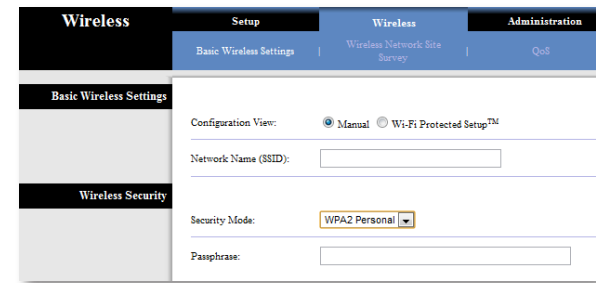 Wireless
Setup Wireless Administration
Basic Wireless Settings | Wireless Network Site Survey | QoS
Basic Wireless Settings
Configuration View: Manual Wi-Fi Protected Setup™
Network Name (SSID):
Wireless Security
Security Mode: WPA2 Personal
Passphrase: